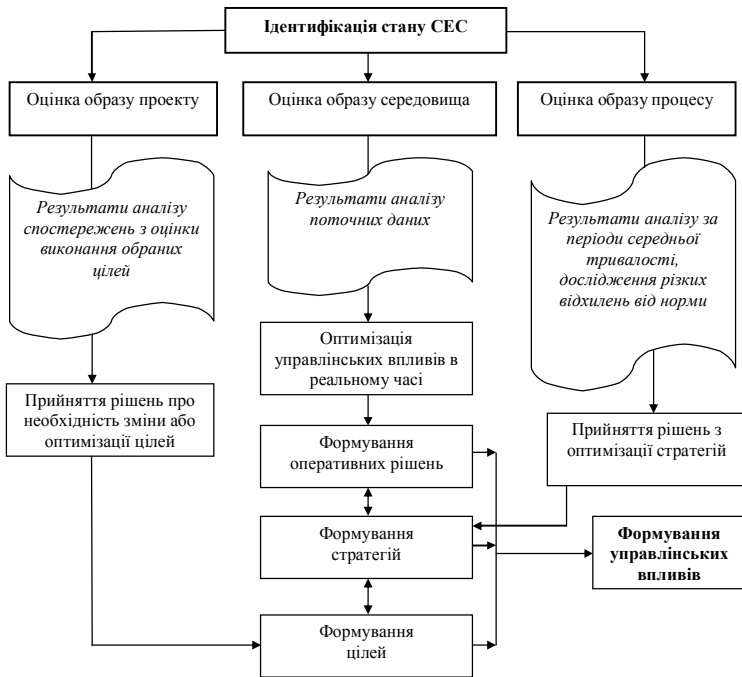 Ідентифікація стану СЕС
Оцінка образу проекту
Оцінка образу середовища
Оцінка образу процесу
Результати аналізу
спостережень з оцінки
виконання обраних
цілей
Результати аналізу
поточних даних
Результати аналізу за
періоди середньої
тривалості,
дослідження різких
відхилень від норми
Оптимізація
управлінських впливів в
реальному часі
Прийняття рішень про
необхідність зміни або
оптимізації цілей
Прийняття рішень з
оптимізації стратегій
Формування
оперативних рішень
Формування
стратегій
Формування
управлінських
впливів
Формування
цілей